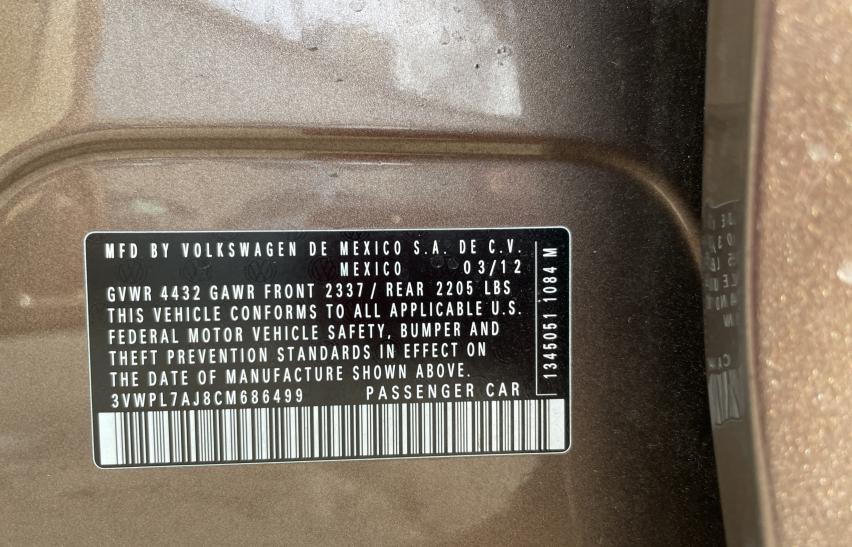 MFD BY VOLKSWAGEN DE MEXICO S.A. DE C.V.
MEXICO 03/12
GVWR 4432 GAWR FRONT 2337/ REAR 2205 LBS
THIS VEHICLE CONFORMS TO ALL APPLICABLE U.S.
FEDERAL MOTOR VEHICLE SAFETY, BUMPER AND
THEFT PREVENTION STANDARDS IN EFFECT ON
THE DATE OF MANUFACTURE SHOWN ABOVE.
3VWPL7AJ8CM686499 PASSENGER CAR
1345051 1084 M